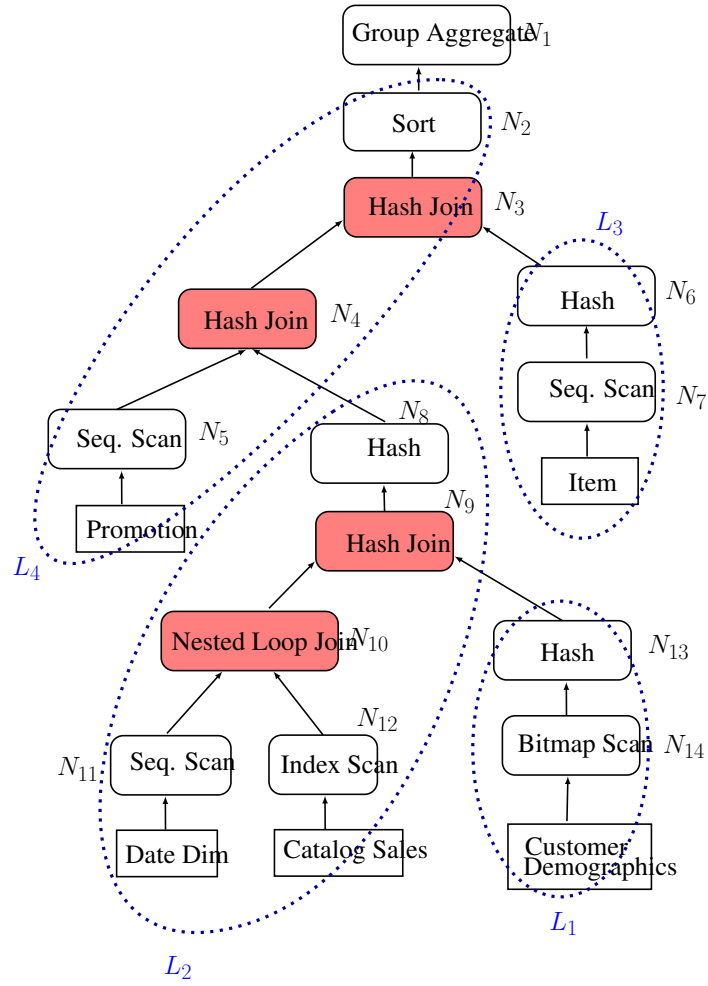 Group Aggregate N₁
Sort N₂
Hash Join N₃
L₃
Hash Join N₄
Hash N₆
Seq. Scan N₇
Item
Seq. Scan N₅
Promotion
L₄
N₈
Hash
N₉
Hash Join
Nested Loop Join N₁₀
Hash N₁₃
N₁₁ Seq. Scan
N₁₂
Index Scan
Bitmap Scan N₁₄
Date Dim
Catalog Sales
Customer
Demographics
L₁
L₂